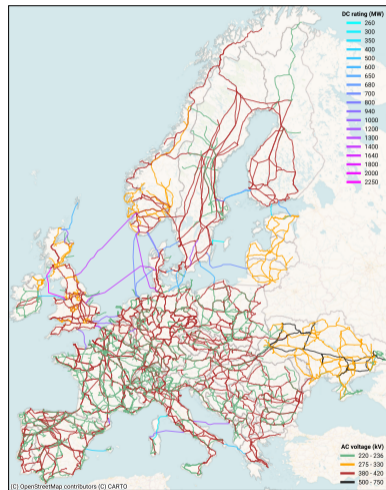 DC rating (MW)
260
300
350
400
500
600
650
680
700
800
940
1000
1200
1300
1400
1640
1800
2000
2250
AC voltage (kV)
220 - 236
275 - 330
380 - 420
500 - 750
(C) OpenStreetMap contributors (C) CARTO